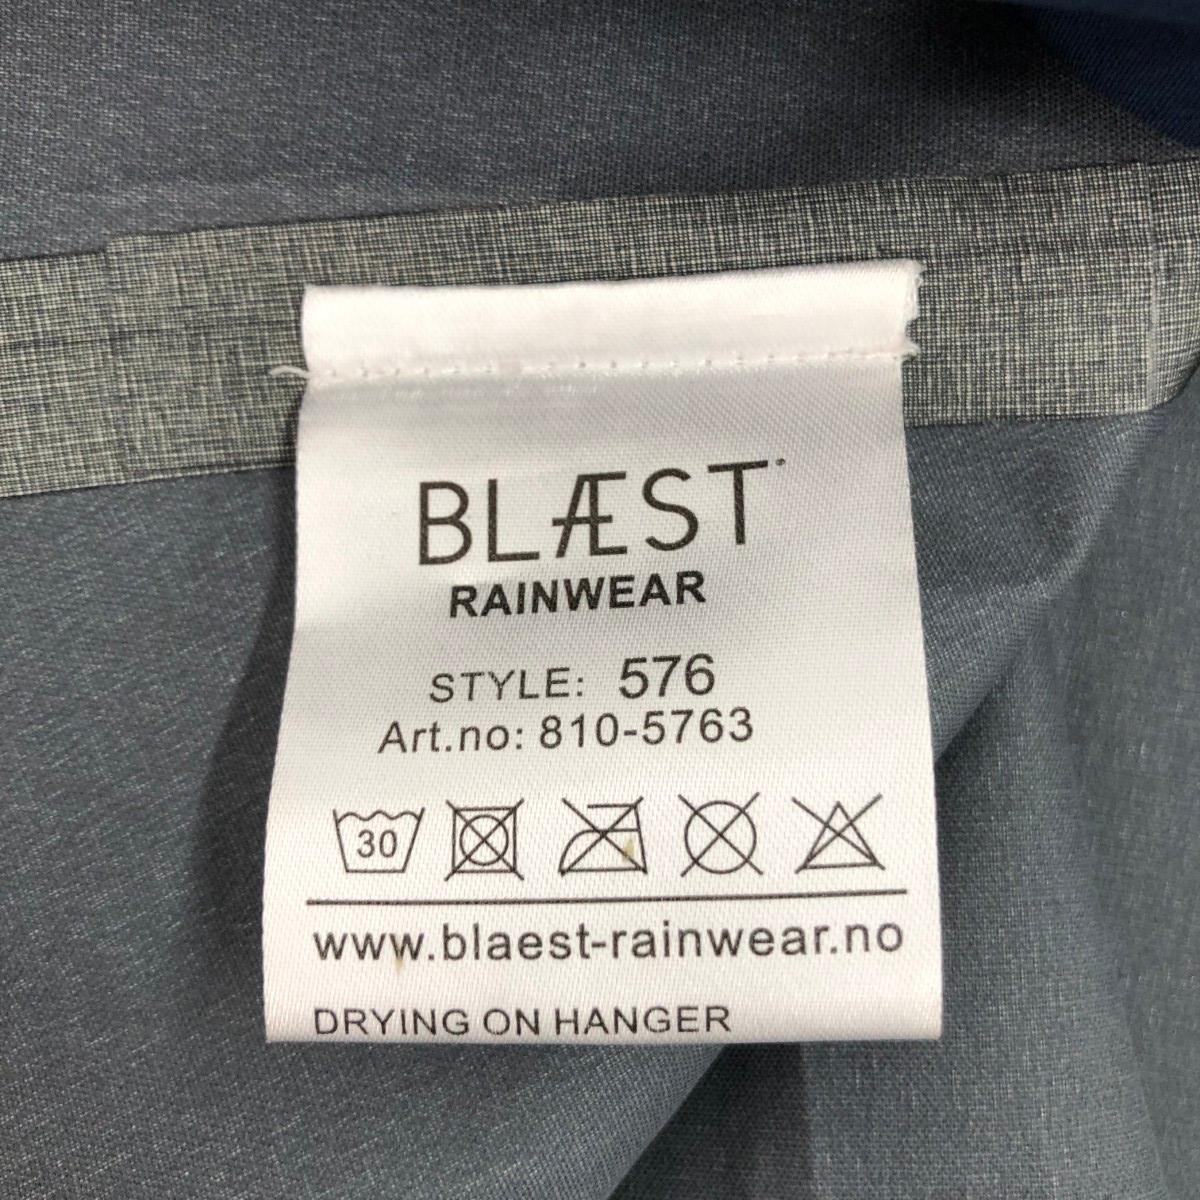 BLÆST
RAINWEAR
STYLE: 576
Art.no: 810-5763
30
www.blaest-rainwear.no
DRYING ON HANGER